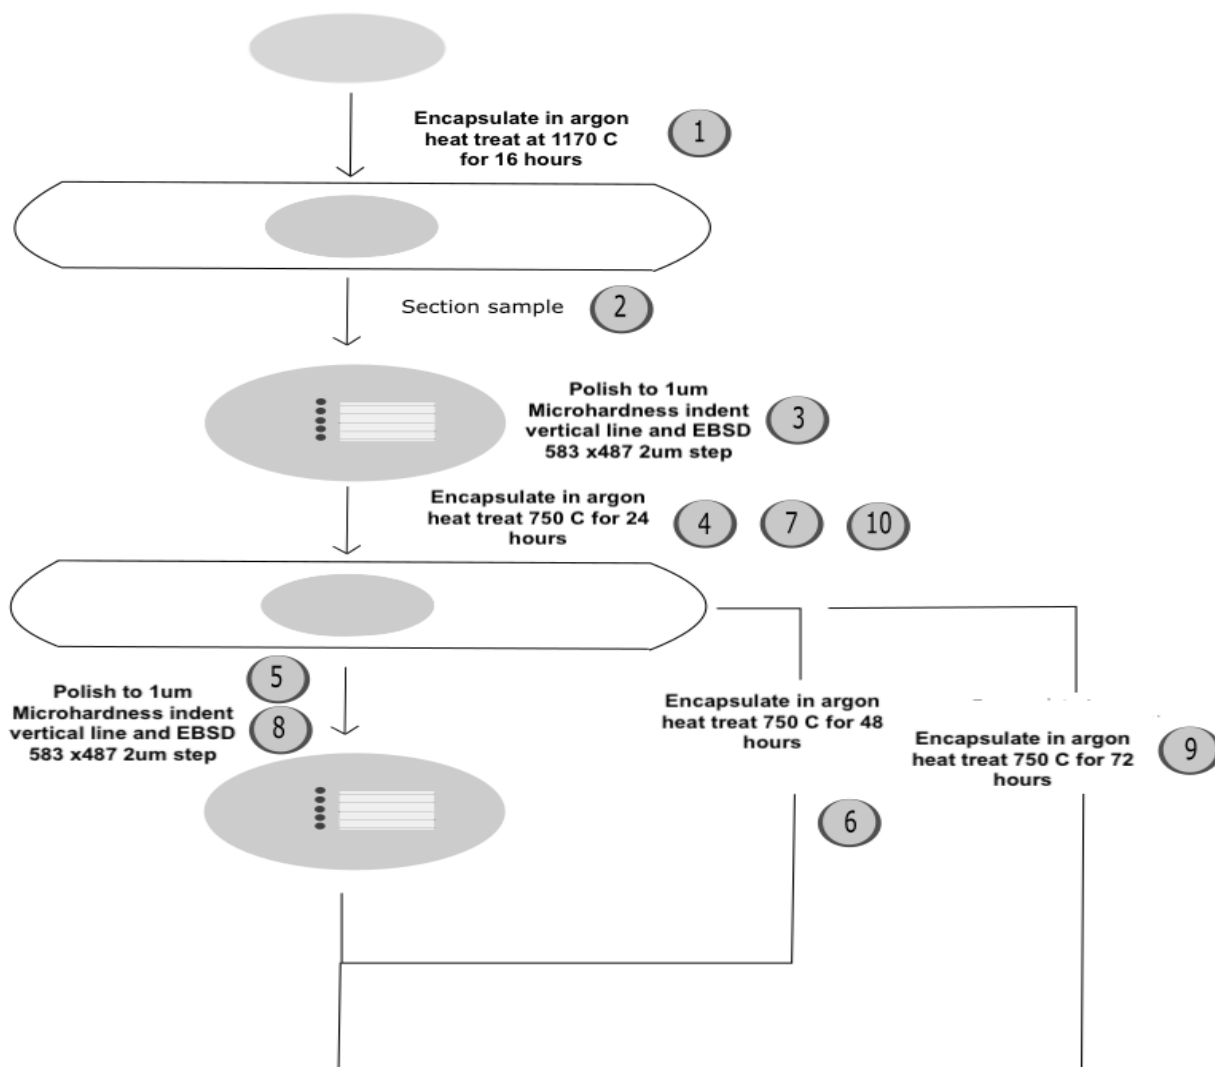 Encapsulate in argon
heat treat at 1170 C
for 16 hours
1
Section sample
2
Polish to 1um
Microhardness indent
vertical line and EBSD
583 x487 2um step
3
Encapsulate in argon
heat treat 750 C for 24
hours
4
7
10
5
8
Polish to 1um
Microhardness indent
vertical line and EBSD
583 x487 2um step
Encapsulate in argon
heat treat 750 C for 48
hours
6
Encapsulate in argon
heat treat 750 C for 72
hours
9